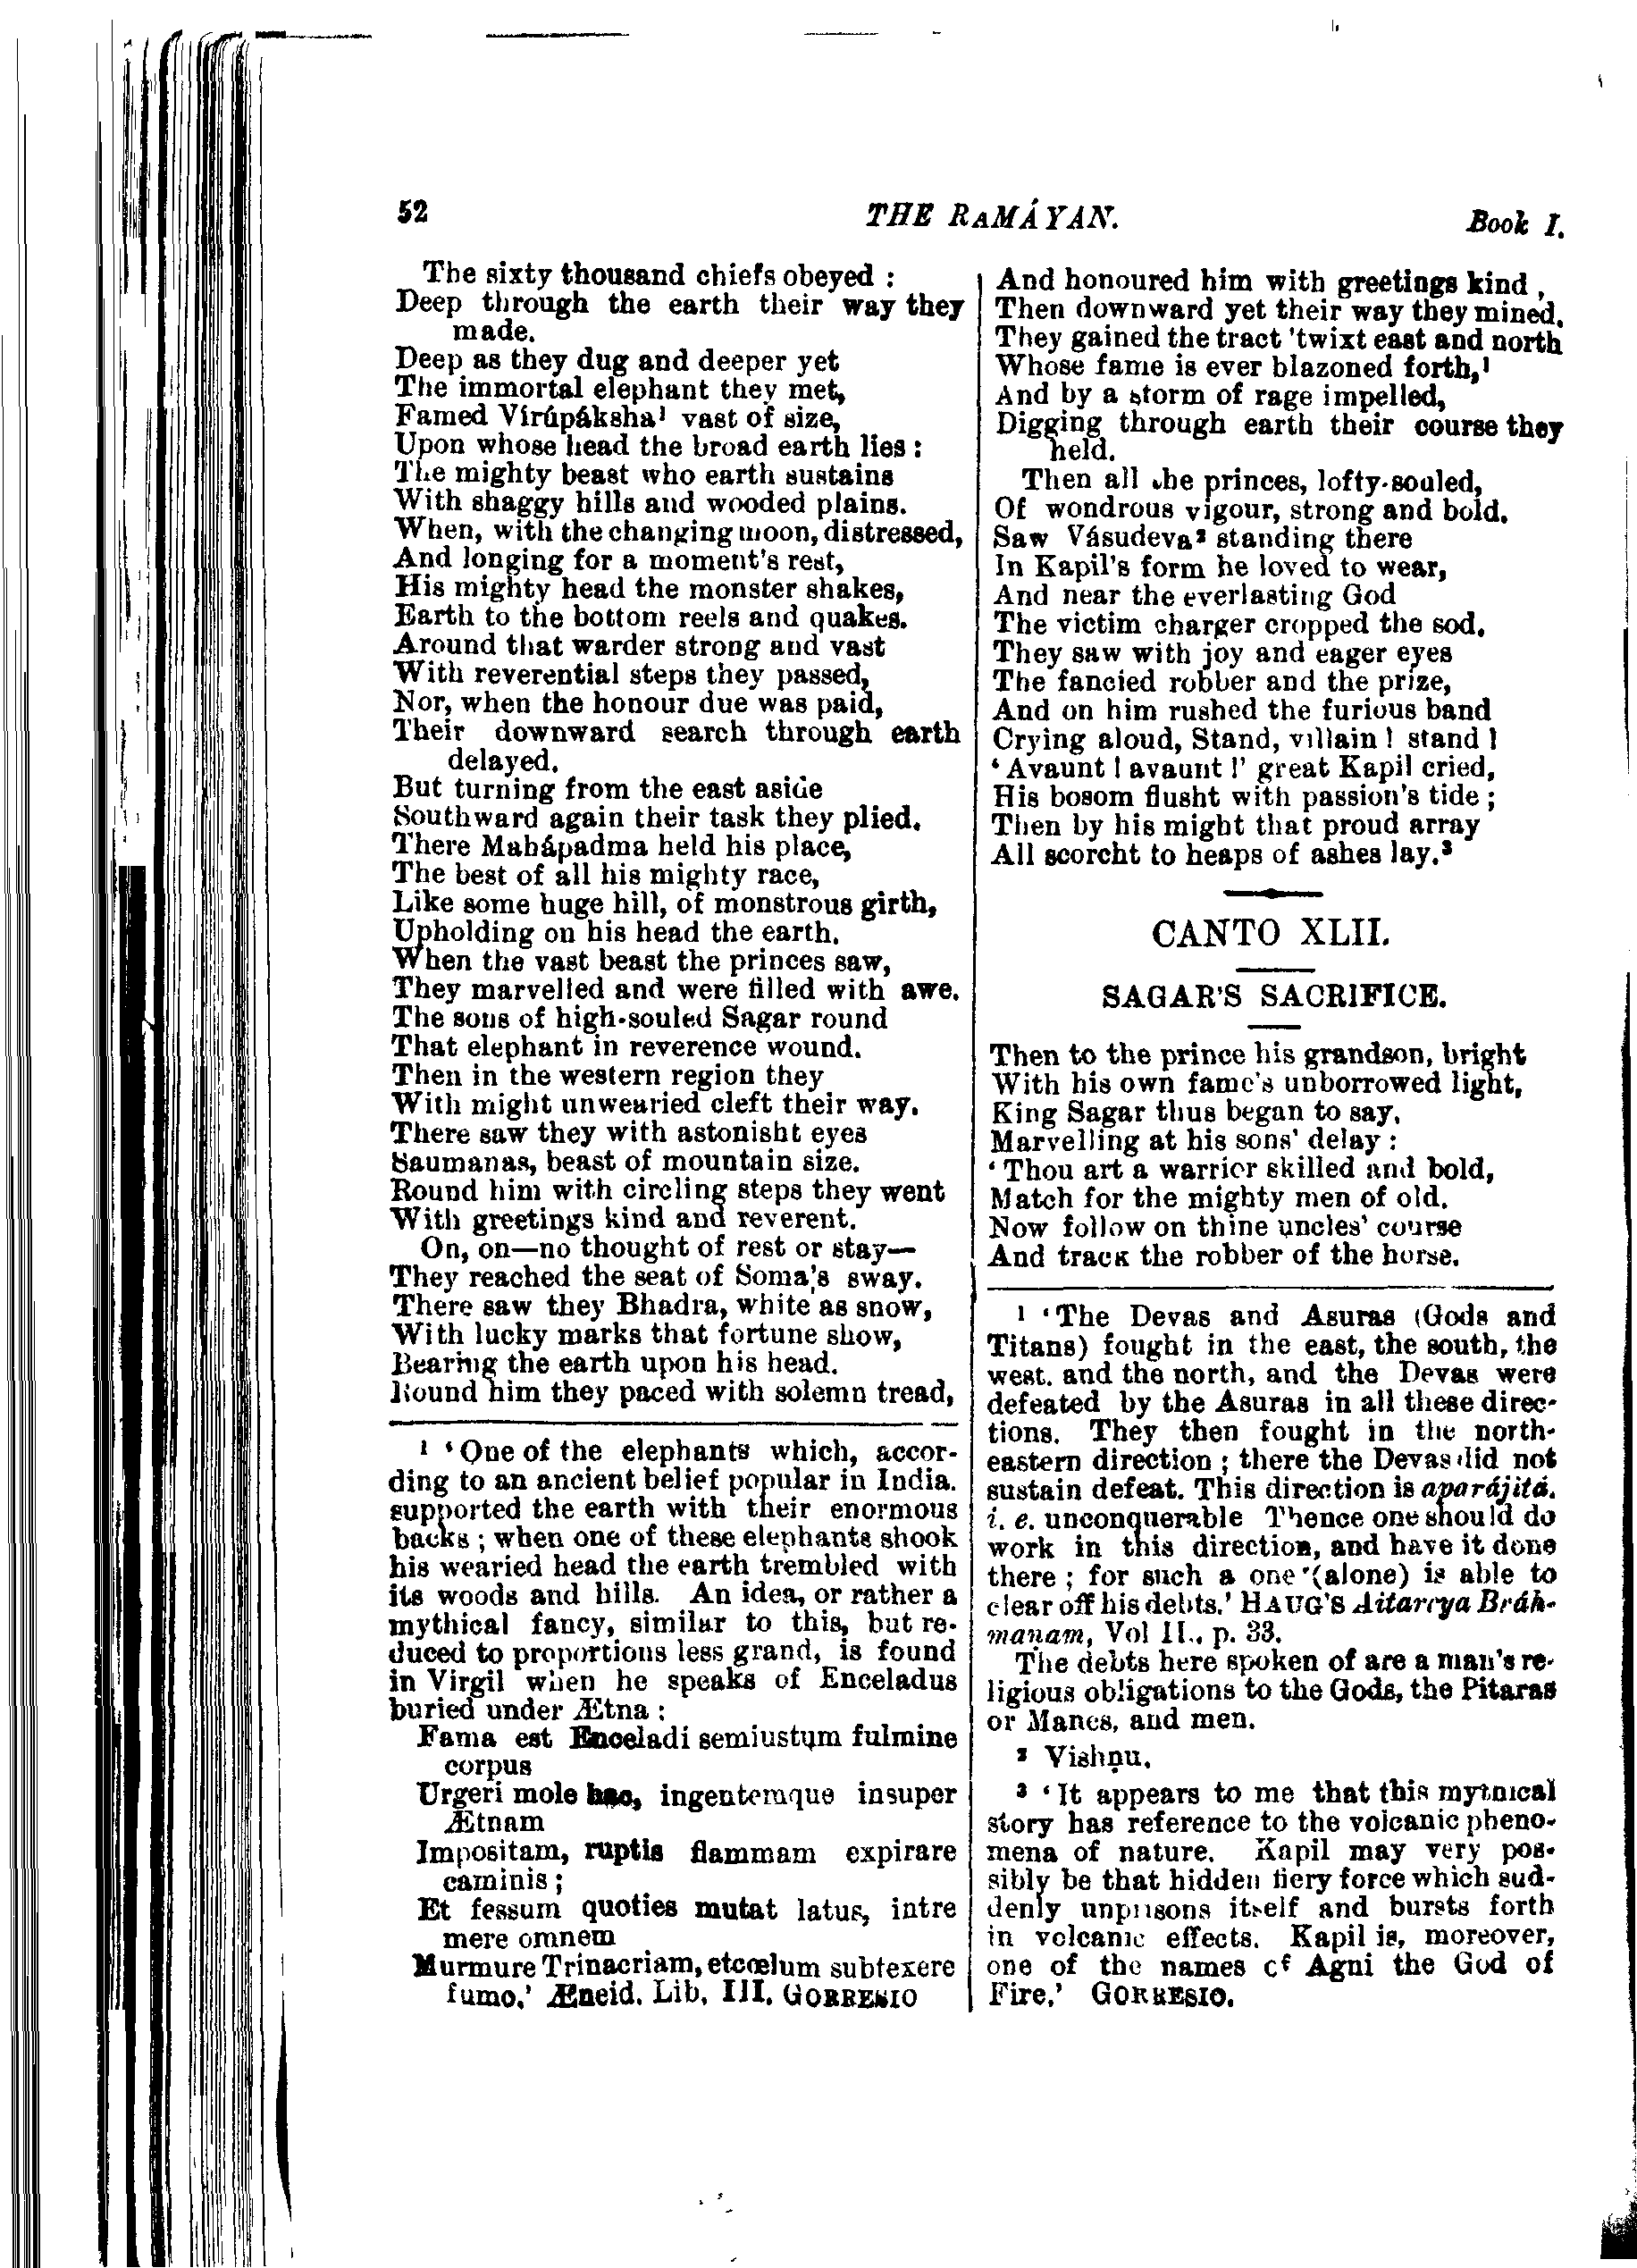 52
THE RAMÁYAN.
Book I.
The sixty thousand chiefs obeyed :
Deep through the earth their way they
made.
Deep as they dug and deeper yet
The immortal elephant they met,
Famed Vírúpáksha¹ vast of size,
Upon whose head the broad earth lies :
The mighty beast who earth sustains
With shaggy hills and wooded plains.
When, with the changing moon, distressed,
And longing for a moment's rest,
His mighty head the monster shakes,
Earth to the bottom reels and quakes.
Around that warder strong and vast
With reverential steps they passed,
Nor, when the honour due was paid,
Their downward search through earth
delayed.
But turning from the east aside
Southward again their task they plied.
There Mahápadma held his place,
The best of all his mighty race,
Like some huge hill, of monstrous girth,
Upholding on his head the earth.
When the vast beast the princes saw,
They marvelled and were filled with awe.
The sons of high-souled Sagar round
That elephant in reverence wound.
Then in the western region they
With might unwearied cleft their way.
There saw they with astonisht eyes
Saumanas, beast of mountain size.
Round him with circling steps they went
With greetings kind and reverent.
On, on—no thought of rest or stay—
They reached the seat of Soma's sway.
There saw they Bhadra, white as snow,
With lucky marks that fortune show,
Bearing the earth upon his head.
Round him they paced with solemn tread,
¹ ‘One of the elephants which, accor-
ding to an ancient belief popular in India.
supported the earth with their enormous
backs ; when one of these elephants shook
his wearied head the earth trembled with
its woods and hills. An idea, or rather a
mythical fancy, similar to this, but re-
duced to proportions less grand, is found
in Virgil when he speaks of Enceladus
buried under Ætna :
Fama est Enceladi semiustum fulmine
corpus
Urgeri mole hac, ingentemque insuper
Ætnam
Impositam, ruptis flammam expirare
caminis ;
Et fessum quoties mutat latus, intre
mere omnem
Murmure Trinacriam, et cœlum subtexere
fumo.’ Æneid. Lib. III. GORRESIO
And honoured him with greetings kind ,
Then downward yet their way they mined.
They gained the tract 'twixt east and north
Whose fame is ever blazoned forth,¹
And by a storm of rage impelled,
Digging through earth their course they
held.
Then all the princes, lofty-souled,
Of wondrous vigour, strong and bold.
Saw Vásudeva² standing there
In Kapil's form he loved to wear,
And near the everlasting God
The victim charger cropped the sod.
They saw with joy and eager eyes
The fancied robber and the prize,
And on him rushed the furious band
Crying aloud, Stand, villain ! stand !
‘Avaunt ! avaunt !’ great Kapil cried,
His bosom flusht with passion's tide ;
Then by his might that proud array
All scorcht to heaps of ashes lay.³
CANTO XLII.
SAGAR'S SACRIFICE.
Then to the prince his grandson, bright
With his own fame's unborrowed light,
King Sagar thus began to say,
Marvelling at his sons' delay :
‘Thou art a warrior skilled and bold,
Match for the mighty men of old.
Now follow on thine uncles' course
And track the robber of the horse.
¹ ‘The Devas and Asuras (Gods and
Titans) fought in the east, the south, the
west. and the north, and the Devas were
defeated by the Asuras in all these direc-
tions. They then fought in the north-
eastern direction ; there the Devas did not
sustain defeat. This direction is aparájitá.
i. e. unconquerable Thence one should do
work in this direction, and have it done
there ; for such a one (alone) is able to
clear off his debts.’ HAUG'S Aitareya Bráh-
maṇam, Vol II., p. 33.
The debts here spoken of are a man's re-
ligious obligations to the Gods, the Pitaras
or Manes, and men.
² Vishṇu.
³ ‘It appears to me that this mythical
story has reference to the volcanic pheno-
mena of nature. Kapil may very pos-
sibly be that hidden fiery force which sud-
denly unprisons itself and bursts forth
in volcanic effects. Kapil is, moreover,
one of the names of Agni the God of
Fire.’ GORRESIO.